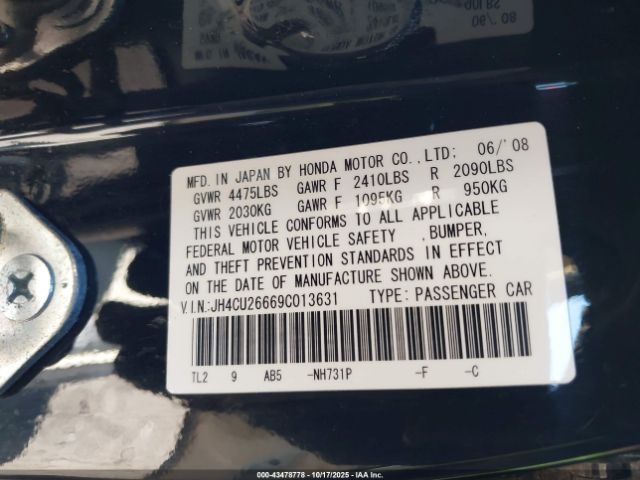 MFD. IN JAPAN BY HONDA MOTOR CO.,LTD; 06/'08
GVWR 4475LBS GAWR F 2410LBS R 2090LBS
GVWR 2030KG GAWR F 1095KG R 950KG
THIS VEHICLE CONFORMS TO ALL APPLICABLE
FEDERAL MOTOR VEHICLE SAFETY ,BUMPER,
AND THEFT PREVENTION STANDARDS IN EFFECT
ON THE DATE OF MANUFACTURE SHOWN ABOVE.
V.I.N:JH4CU26669C013631 TYPE: PASSENGER CAR
TL2 9 AB5 -NH731P -F -C
000-43478778 - 10/17/2025 - IAA Inc.